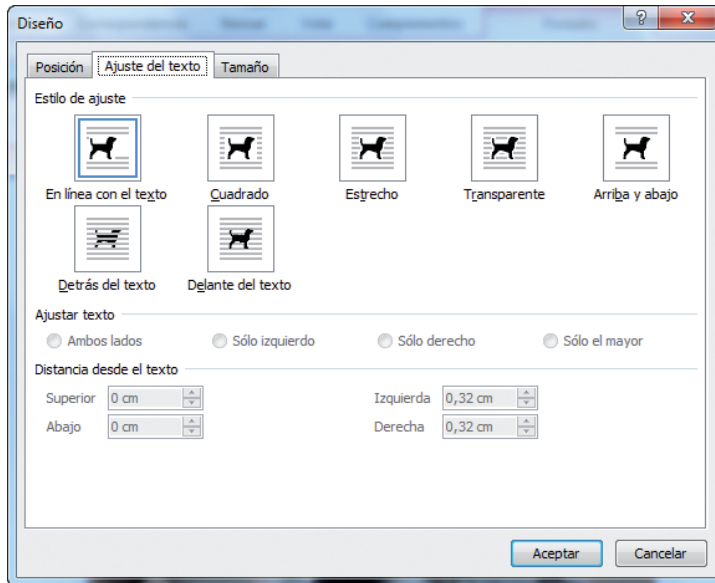 Diseño
Posición Ajuste del texto Tamaño
Estilo de ajuste
En línea con el texto Cuadrado Estrecho Transparente Arriba y abajo
Detrás del texto Delante del texto
Ajustar texto
Ambos lados Sólo izquierdo Sólo derecho Sólo el mayor
Distancia desde el texto
Superior 0 cm Izquierda 0,32 cm
Abajo 0 cm Derecha 0,32 cm
Aceptar Cancelar